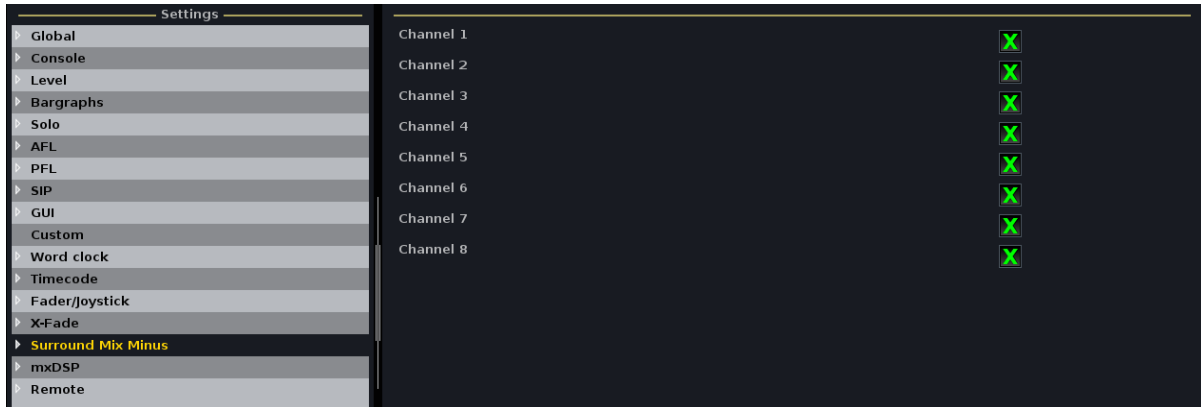 Settings
Global
Console
Level
Bargraphs
Solo
AFL
PFL
SIP
GUI
Custom
Word clock
Timecode
Fader/Joystick
X-Fade
Surround Mix Minus
mxDSP
Remote
Channel 1 X
Channel 2 X
Channel 3 X
Channel 4 X
Channel 5 X
Channel 6 X
Channel 7 X
Channel 8 X